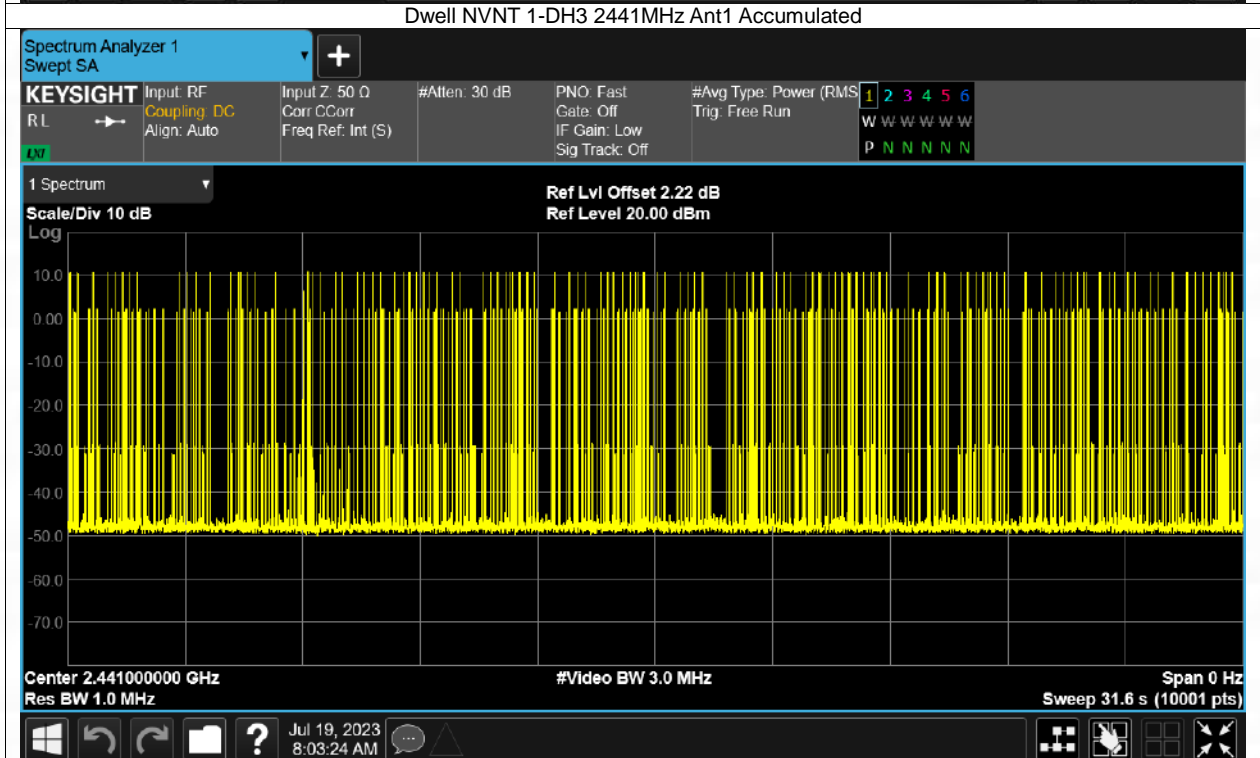 Dwell NVNT 1-DH3 2441MHz Ant1 Accumulated
Spectrum Analyzer 1
Swept SA
+
KEYSIGHT
RL
LXI
Input: RF
Coupling: DC
Align: Auto
Input Z: 50 Ω
Corr CCorr
Freq Ref: Int (S)
#Atten: 30 dB
PNO: Fast
Gate: Off
IF Gain: Low
Sig Track: Off
#Avg Type: Power (RMS
Trig: Free Run
1 2 3 4 5 6
W W W W W W
P N N N N N
1 Spectrum
Scale/Div 10 dB
Ref Lvl Offset 2.22 dB
Ref Level 20.00 dBm
Log
10.0
0.00
-10.0
-20.0
-30.0
-40.0
-50.0
-60.0
-70.0
Center 2.441000000 GHz
Res BW 1.0 MHz
#Video BW 3.0 MHz
Span 0 Hz
Sweep 31.6 s (10001 pts)
?
Jul 19, 2023
8:03:24 AM